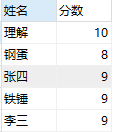 姓名 分数
理解 10
钢蛋 8
张四 9
铁锤 9
李三 9